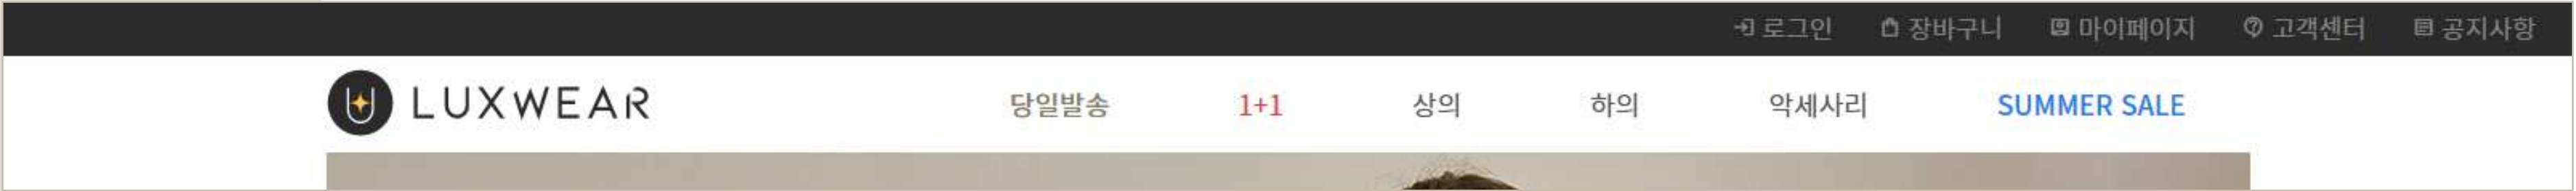 로그인 장바구니 마이페이지 고객센터 공지사항
LUXWEAR 당일발송 1+1 상의 하의 악세사리 SUMMER SALE